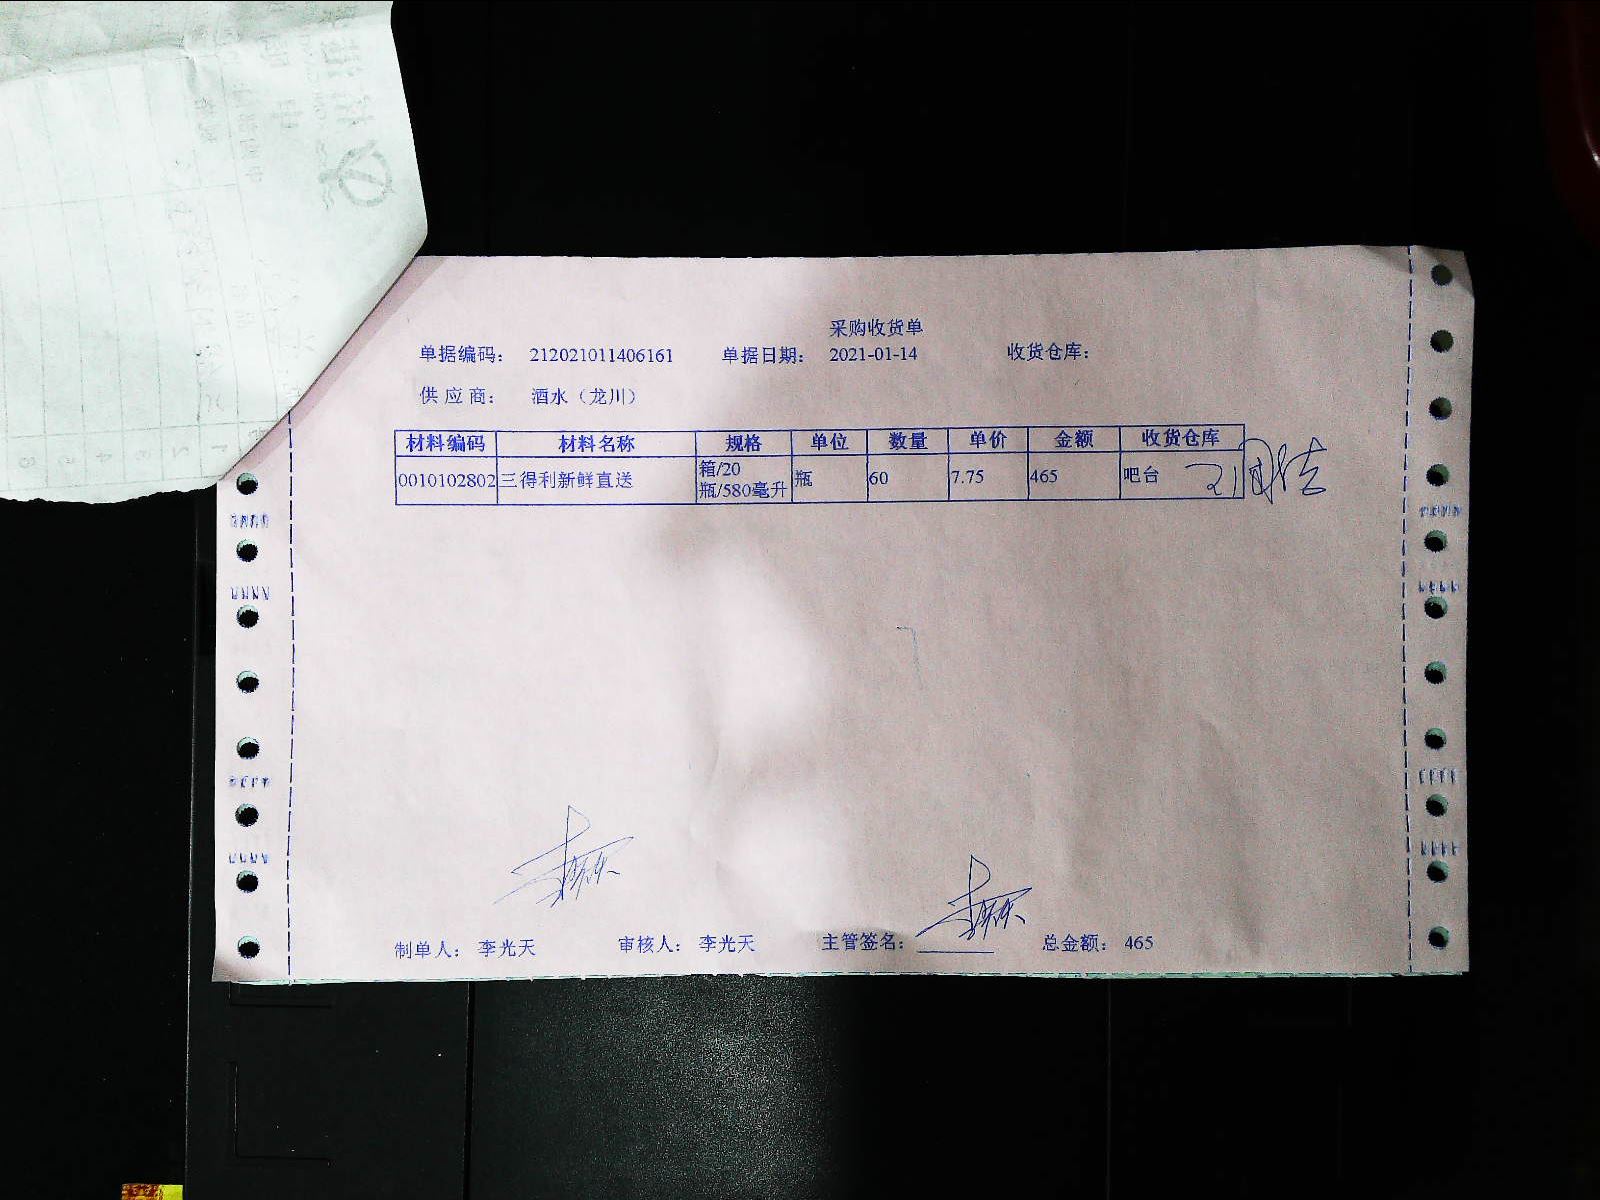 采购收货单
单据编码： 212021011406161 单据日期： 2021-01-14 收货仓库：
供 应 商： 酒水（龙川）
材料编码 材料名称 规格 单位 数量 单价 金额 收货仓库
0010102802 三得利新鲜直送 箱/20 瓶/580毫升 瓶 60 7.75 465 吧台
制单人： 李光天 审核人： 李光天 主管签名： 总金额： 465